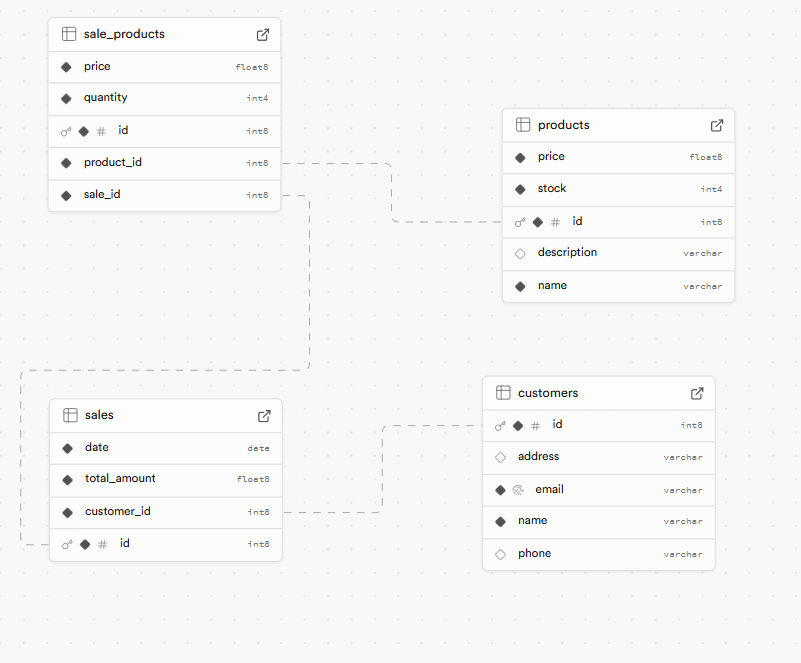 sale_products
price float8
quantity int4
# id int8
product_id int8
sale_id int8
products
price float8
stock int4
# id int8
description varchar
name varchar
sales
date date
total_amount float8
customer_id int8
# id int8
customers
# id int8
address varchar
email varchar
name varchar
phone varchar